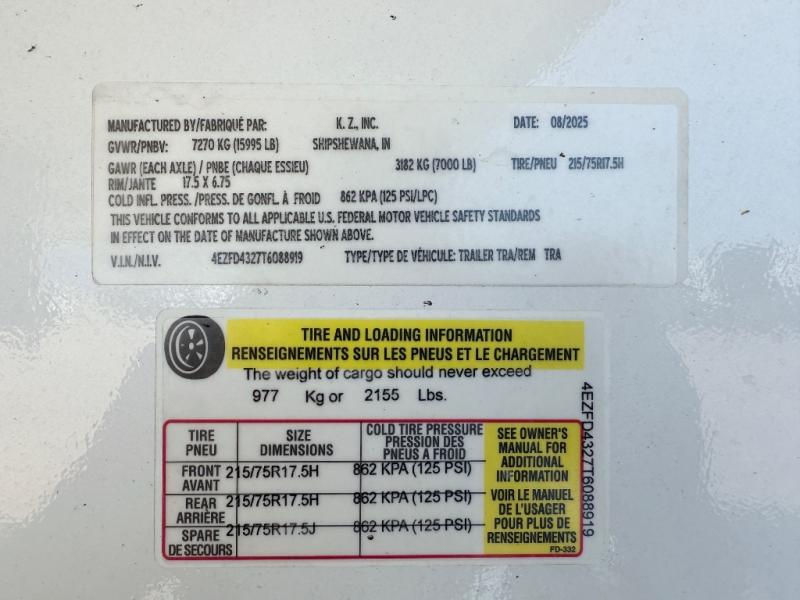 MANUFACTURED BY/FABRIQUÉ PAR: K. Z., INC. DATE: 08/2025
GVWR/PNBV: 7270 KG (15995 LB) SHIPSHEWANA, IN
GAWR (EACH AXLE) / PNBE (CHAQUE ESSIEU) 3182 KG (7000 LB) TIRE/PNEU 215/75R17.5H
RIM/JANTE 17.5 X 6.75
COLD INFL. PRESS. /PRESS. DE GONFL. À FROID 862 KPA (125 PSI/LPC)
THIS VEHICLE CONFORMS TO ALL APPLICABLE U.S. FEDERAL MOTOR VEHICLE SAFETY STANDARDS
IN EFFECT ON THE DATE OF MANUFACTURE SHOWN ABOVE.
V.I.N./N.I.V. 4EZFD4327T6088919 TYPE/TYPE DE VÉHICULE: TRAILER TRA/REM TRA
TIRE AND LOADING INFORMATION
RENSEIGNEMENTS SUR LES PNEUS ET LE CHARGEMENT
The weight of cargo should never exceed
977 Kg or 2155 Lbs.
TIRE
PNEU
SIZE
DIMENSIONS
COLD TIRE PRESSURE
PRESSION DES
PNEUS A FROID
FRONT 215/75R17.5H 862 KPA (125 PSI)
AVANT
REAR 215/75R17.5H 862 KPA (125 PSI)
ARRIÈRE
SPARE 215/75R17.5J 862 KPA (125 PSI)
DE SECOURS
SEE OWNER'S
MANUAL FOR
ADDITIONAL
INFORMATION
VOIR LE MANUEL
DE L'USAGER
POUR PLUS DE
RENSEIGNEMENTS
FD-332
4EZFD4327T6088919